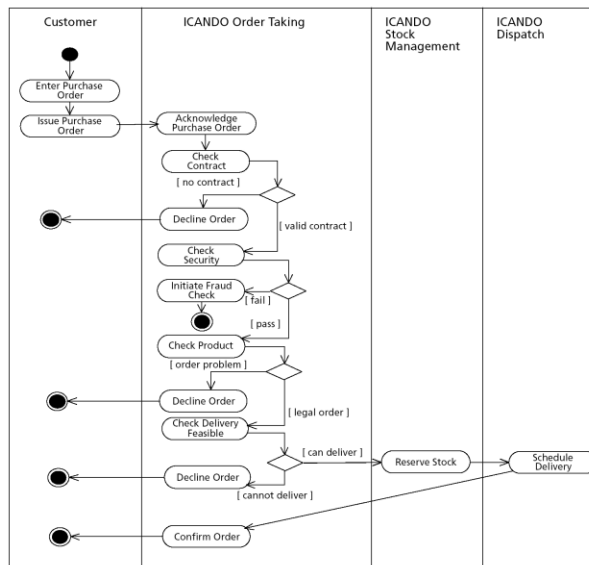 Customer
ICANDO Order Taking
ICANDO
Stock
Management
ICANDO
Dispatch
Enter Purchase
Order
Issue Purchase
Order
Acknowledge
Purchase Order
Check
Contract
[ no contract ]
Decline Order
[ valid contract ]
Check
Security
Initiate Fraud
Check
[ fail ]
[ pass ]
Check Product
[ order problem ]
Decline Order
[ legal order ]
Check Delivery
Feasible
[ can deliver ]
Reserve Stock
Schedule
Delivery
Decline Order
[ cannot deliver ]
Confirm Order